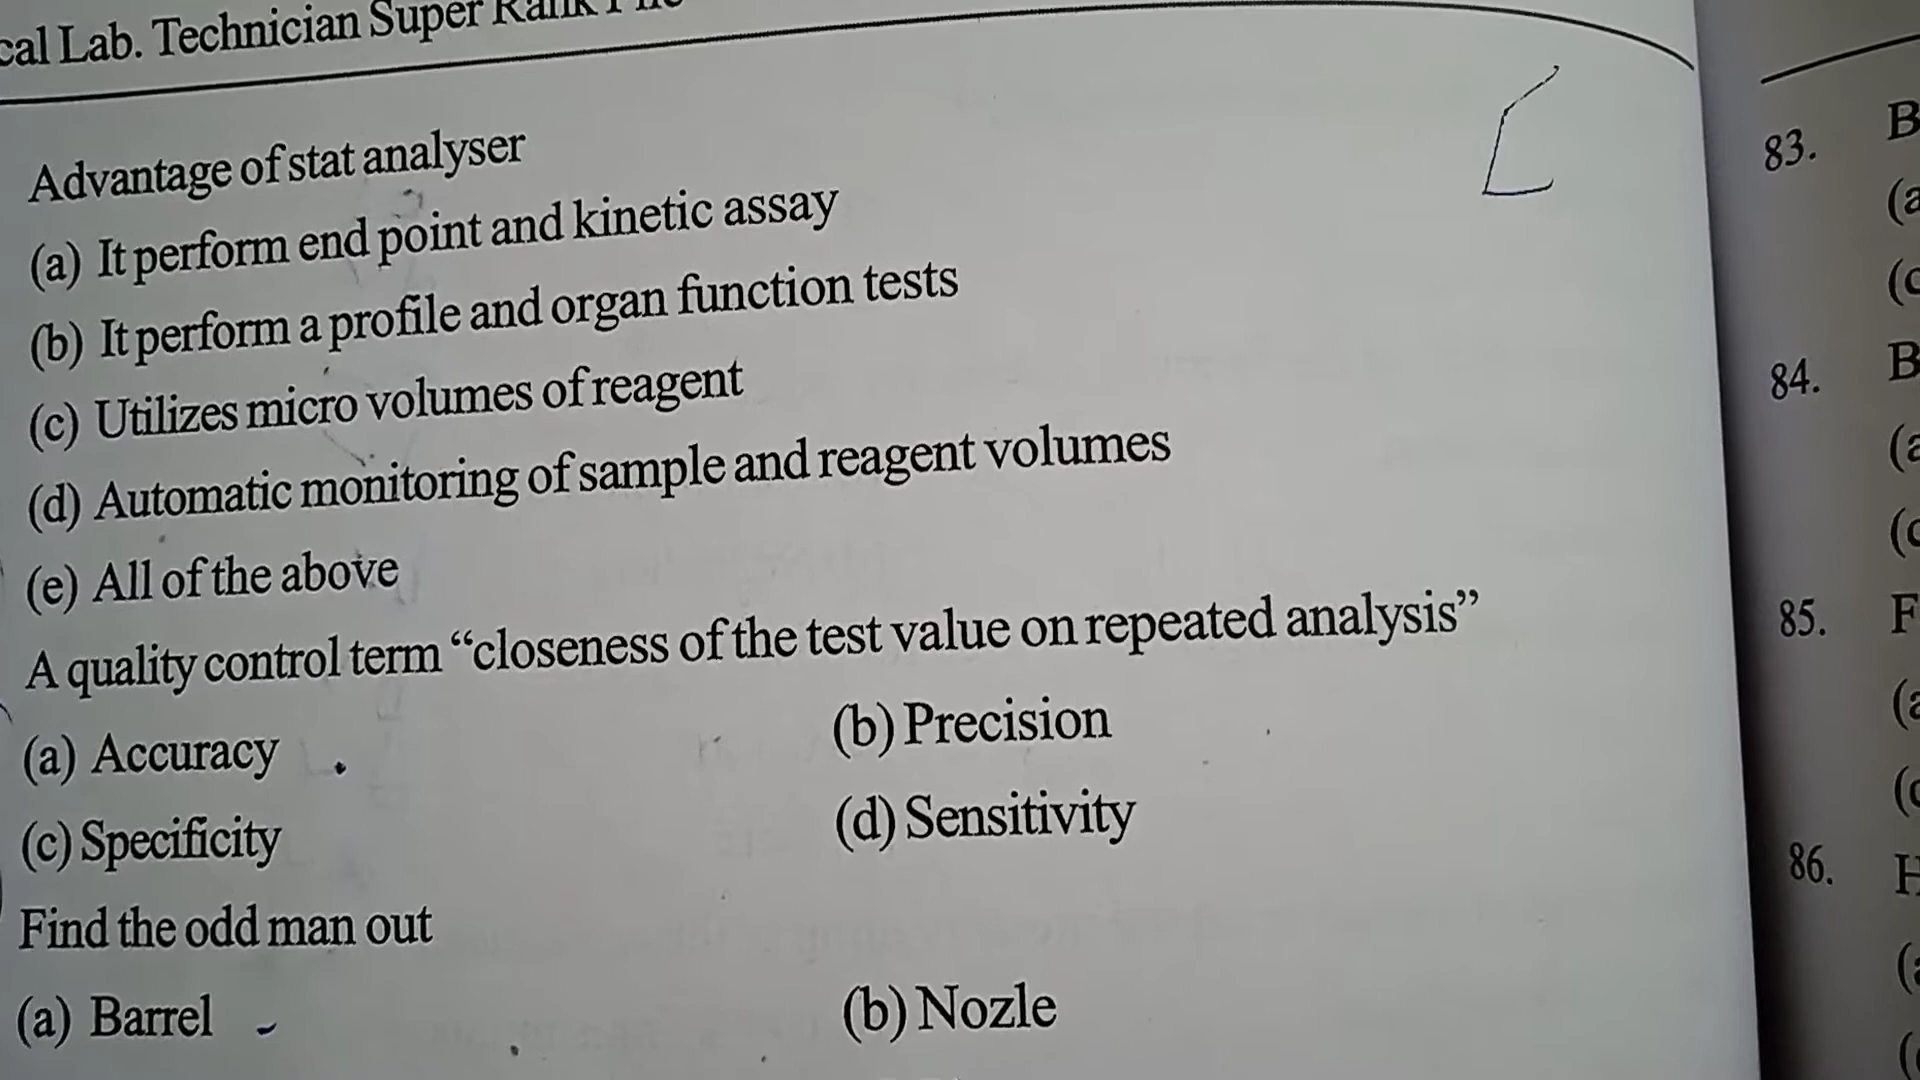 cal Lab. Technician Super Rank
Advantage of stat analyser
(a) It perform end point and kinetic assay
(b) It perform a profile and organ function tests
(c) Utilizes micro volumes of reagent
(d) Automatic monitoring of sample and reagent volumes
(e) All of the above
A quality control term “closeness of the test value on repeated analysis”
(a) Accuracy
(b) Precision
(c) Specificity
(d) Sensitivity
Find the odd man out
(a) Barrel
(b) Nozle
83. B
84. B
85. F
86. H